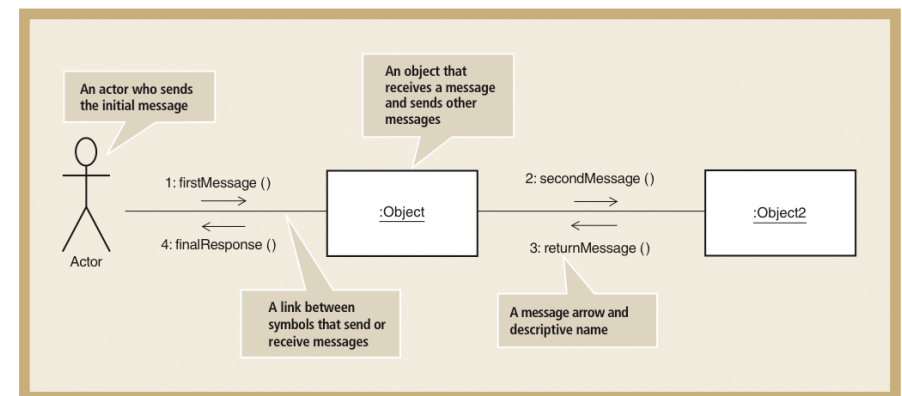 An actor who sends
the initial message
An object that
receives a message
and sends other
messages
1: firstMessage ()
2: secondMessage ()
:Object
:Object2
4: finalResponse ()
3: returnMessage ()
Actor
A link between
symbols that send or
receive messages
A message arrow and
descriptive name